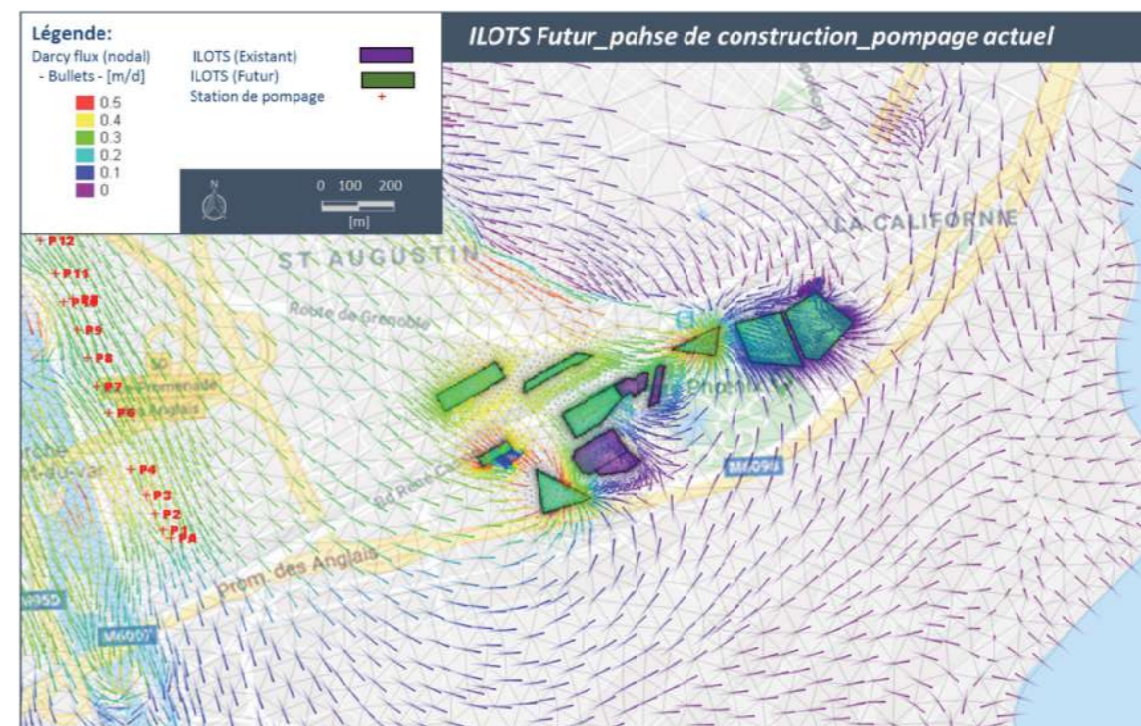 ILOTS Futur_pahse de construction_pompage actuel
Légende:
Darcy flux (nodal)
- Bullets - [m/d]
0.5
0.4
0.3
0.2
0.1
0
ILOTS (Existant)
ILOTS (Futur)
Station de pompage
N
0 100 200
[m]
LA CALIFORNIE
ST AUGUSTIN
Route de Grenoble
P12
P11
P9
P8
P7
Promenade
Anglais
P6
P4
P3
P2
P1
PA
Phoenix
M6098
Bd René
Prom. des Anglais
M6007